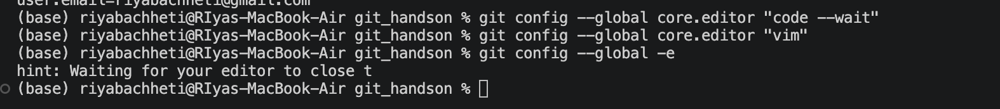 user.email=riyabachheti@gmail.com
(base) riyabachheti@RIyas-MacBook-Air git_handson % git config --global core.editor "code --wait"
(base) riyabachheti@RIyas-MacBook-Air git_handson % git config --global core.editor "vim"
(base) riyabachheti@RIyas-MacBook-Air git_handson % git config --global -e
hint: Waiting for your editor to close t
(base) riyabachheti@RIyas-MacBook-Air git_handson %